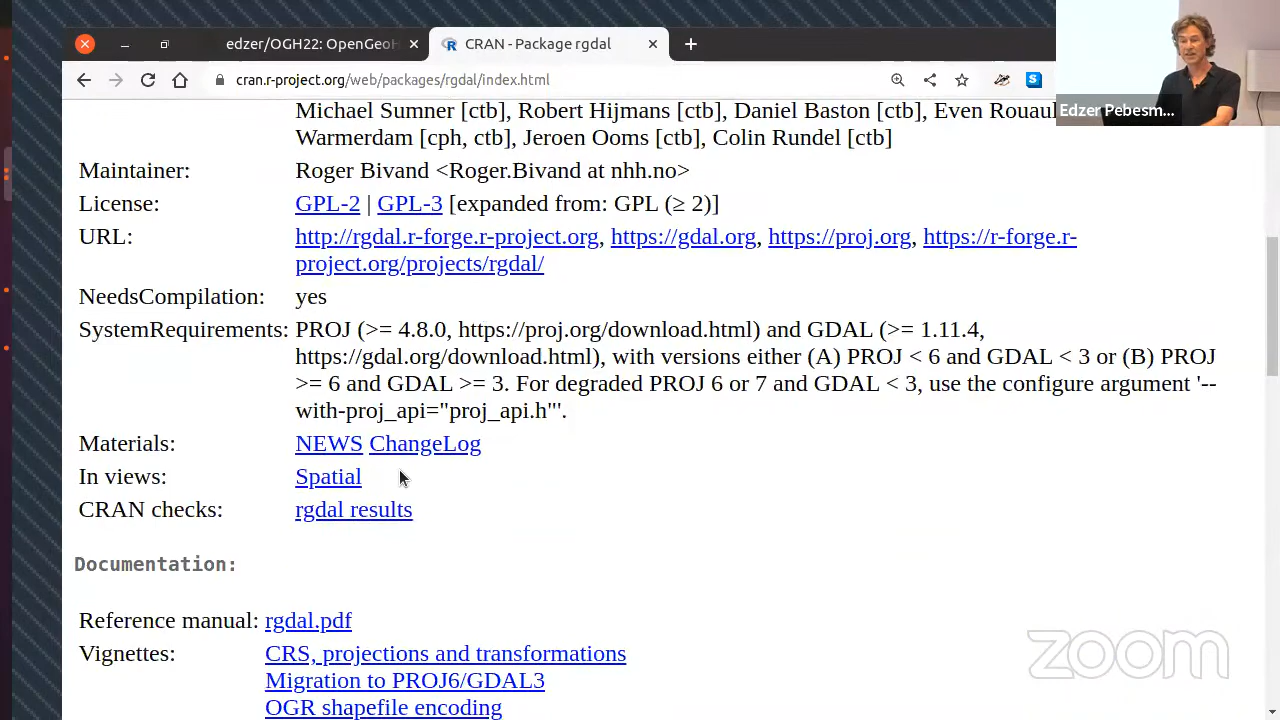 edzer/OGH22: OpenGeoH
CRAN - Package rgdal
cran.r-project.org/web/packages/rgdal/index.html
Edzer Pebesm...
Michael Sumner [ctb], Robert Hijmans [ctb], Daniel Baston [ctb], Even Rouau
Warmerdam [cph, ctb], Jeroen Ooms [ctb], Colin Rundel [ctb]
Maintainer: Roger Bivand <Roger.Bivand at nhh.no>
License: GPL-2 | GPL-3 [expanded from: GPL (≥ 2)]
URL: http://rgdal.r-forge.r-project.org, https://gdal.org, https://proj.org, https://r-forge.r-
project.org/projects/rgdal/
NeedsCompilation: yes
SystemRequirements: PROJ (>= 4.8.0, https://proj.org/download.html) and GDAL (>= 1.11.4,
https://gdal.org/download.html), with versions either (A) PROJ < 6 and GDAL < 3 or (B) PROJ
>= 6 and GDAL >= 3. For degraded PROJ 6 or 7 and GDAL < 3, use the configure argument '--
with-proj_api="proj_api.h"'.
Materials: NEWS ChangeLog
In views: Spatial
CRAN checks: rgdal results
Documentation:
Reference manual: rgdal.pdf
Vignettes: CRS, projections and transformations
Migration to PROJ6/GDAL3
OGR shapefile encoding
zoom